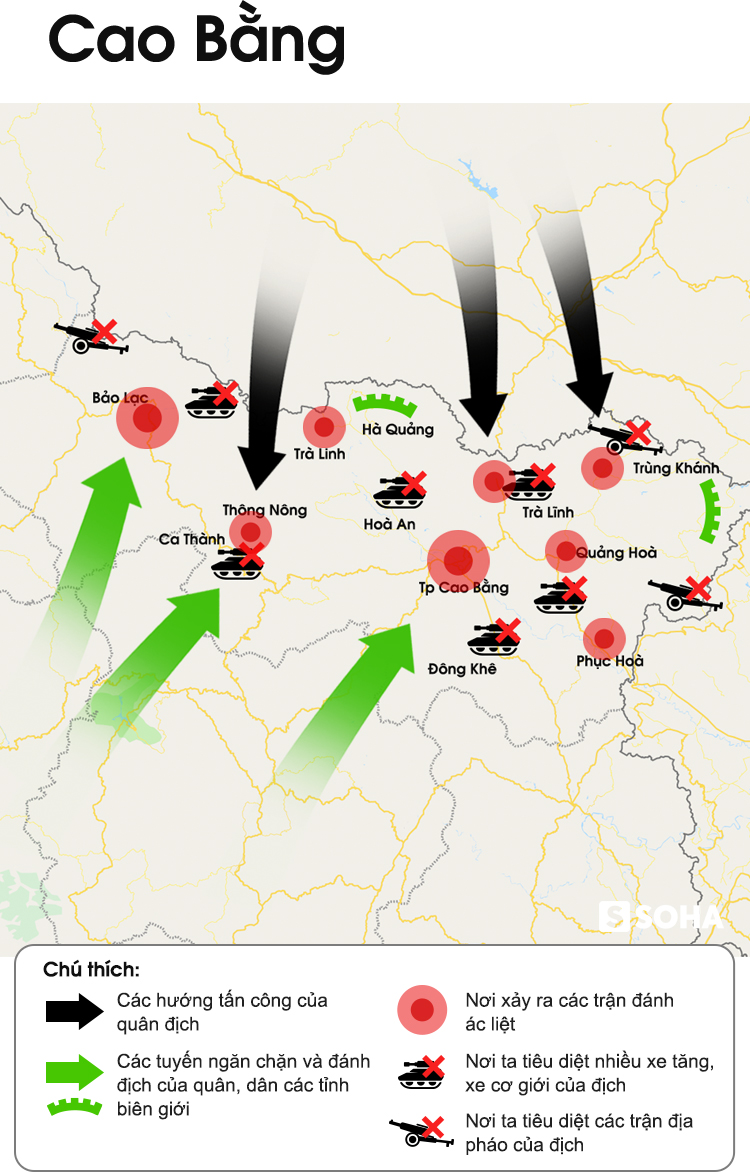 Cao Bằng
Bảo Lạc
Hà Quảng
Trà Linh
Trùng Khánh
Thông Nông
Trà Lĩnh
Hoà An
Ca Thành
Quảng Hoà
Tp Cao Bằng
Phục Hoà
Đông Khê
SOHA
Chú thích:
Các hướng tấn công của
quân địch
Các tuyến ngăn chặn và đánh
địch của quân, dân các tỉnh
biên giới
Nơi xảy ra các trận đánh
ác liệt
Nơi ta tiêu diệt nhiều xe tăng,
xe cơ giới của địch
Nơi ta tiêu diệt các trận địa
pháo của địch